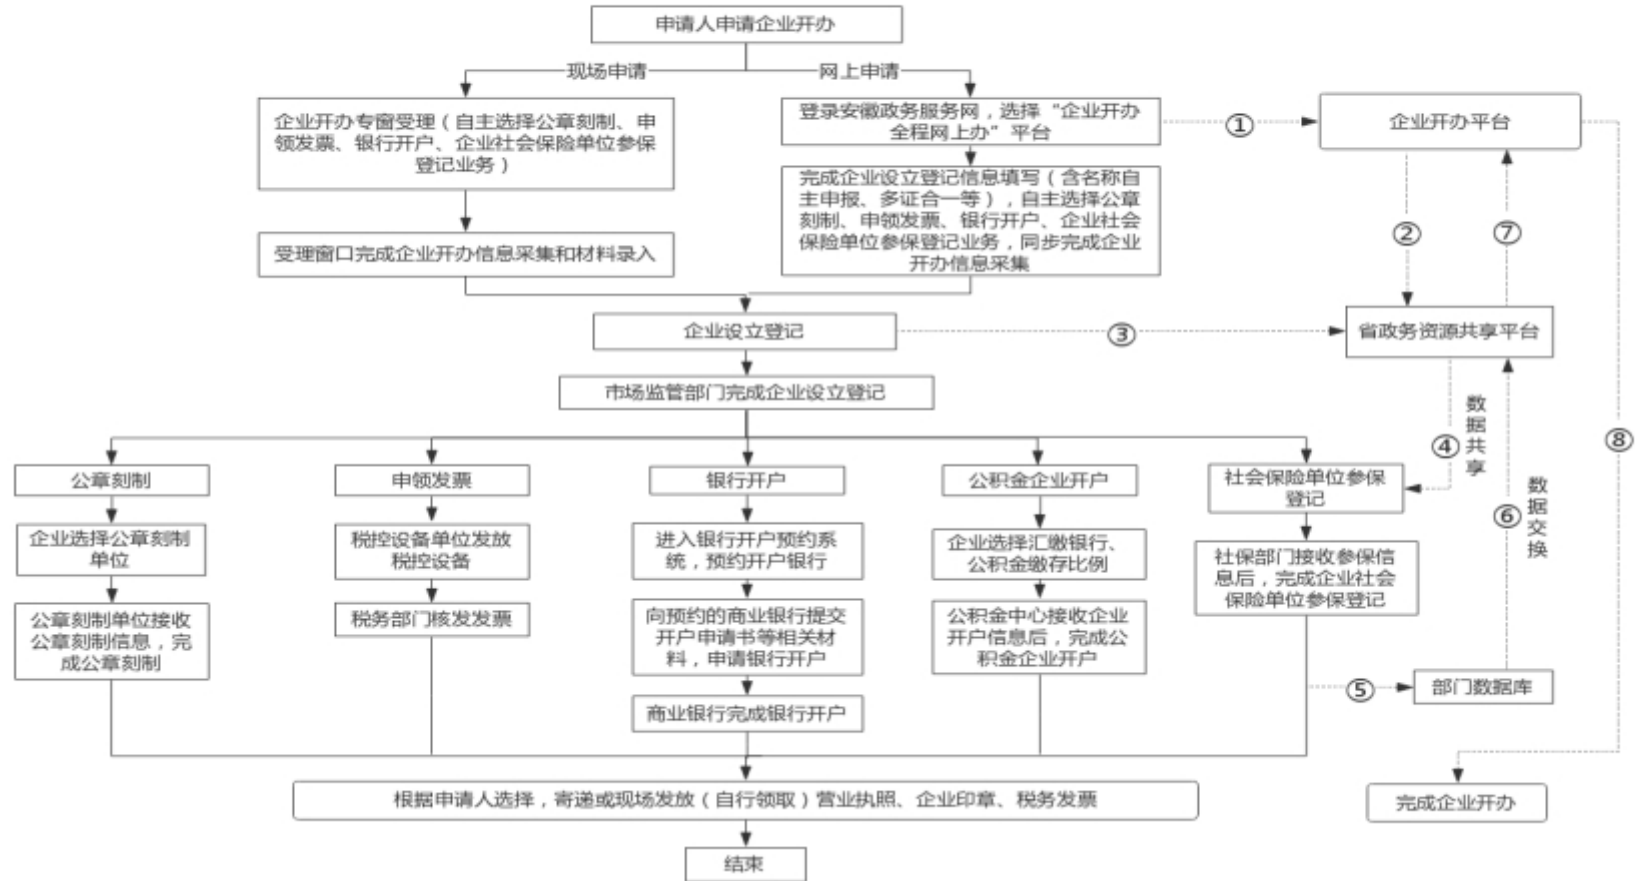 申请人申请企业开办
现场申请
网上申请
企业开办专窗受理（自主选择公章刻制、申
领发票、银行开户、企业社会保险单位参保
登记业务）
登录安徽政务服务网，选择“企业开办
全程网上办”平台
①
企业开办平台
完成企业设立登记信息填写（含名称自
主申报、多证合一等），自主选择公章
刻制、申领发票、银行开户、企业社会
保险单位参保登记业务，同步完成企业
开办信息采集
受理窗口完成企业开办信息采集和材料录入
②
⑦
企业设立登记
③
省政务资源共享平台
市场监管部门完成企业设立登记
数据共享
④
⑧
公章刻制
申领发票
银行开户
公积金企业开户
社会保险单位参保
登记
数据交换
⑥
企业选择公章刻制
单位
税控设备单位发放
税控设备
进入银行开户预约系
统，预约开户银行
企业选择汇缴银行、
公积金缴存比例
社保部门接收参保信
息后，完成企业社会
保险单位参保登记
公章刻制单位接收
公章刻制信息，完
成公章刻制
税务部门核发发票
向预约的商业银行提交
开户申请书等相关材
料，申请银行开户
公积金中心接收企业
开户信息后，完成公
积金企业开户
⑤
部门数据库
商业银行完成银行开户
根据申请人选择，寄递或现场发放（自行领取）营业执照、企业印章、税务发票
完成企业开办
结束